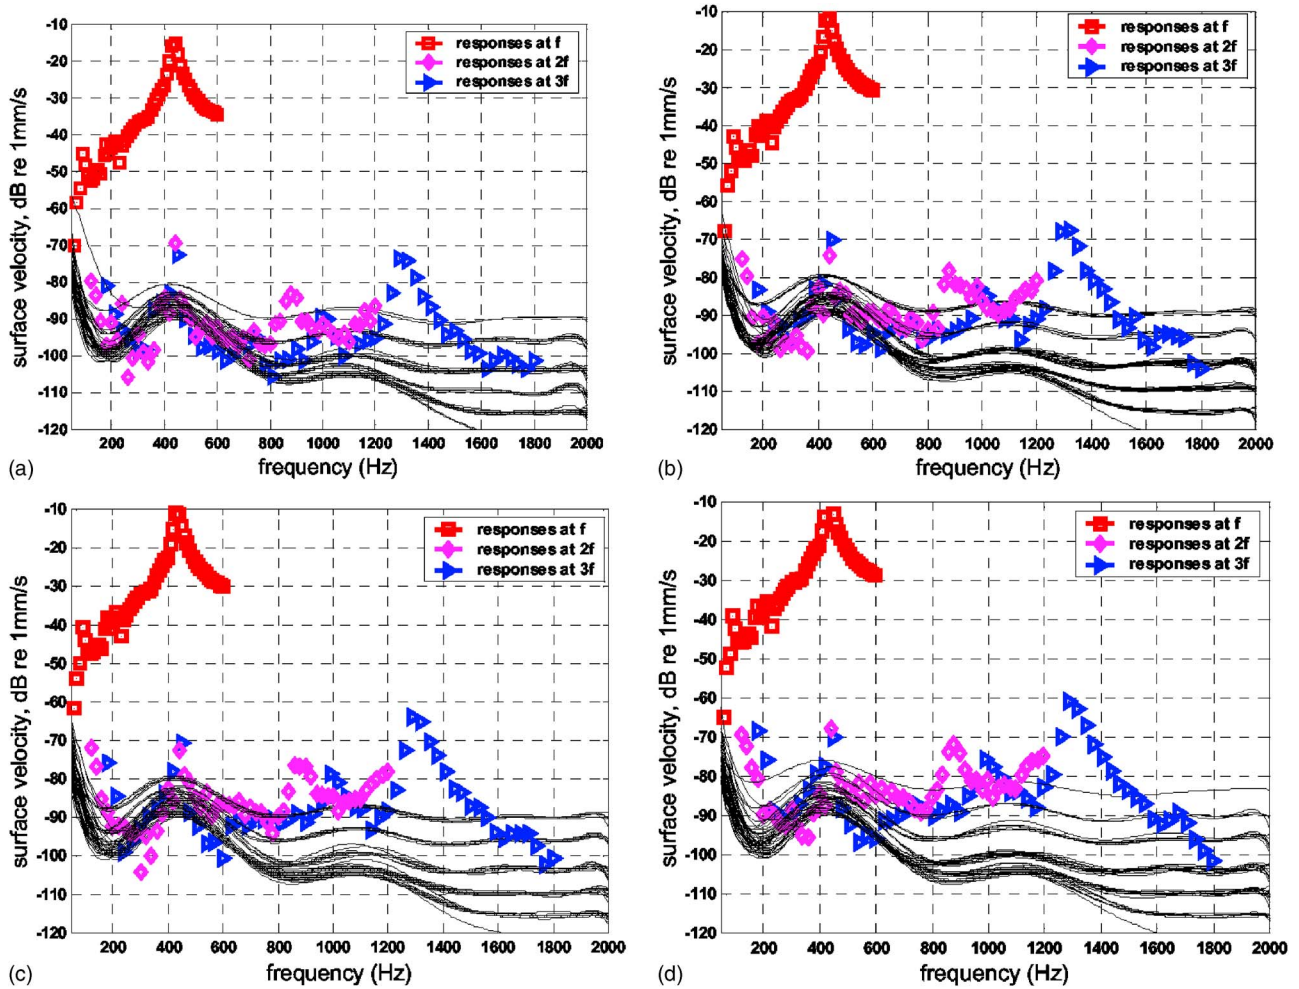 -10
-20
-30
-40
-50
-60
-70
-80
-90
-100
-110
-120
surface velocity, dB re 1mm/s
responses at f
responses at 2f
responses at 3f
200 400 600 800 1000 1200 1400 1600 1800 2000
frequency (Hz)
(a)
-10
-20
-30
-40
-50
-60
-70
-80
-90
-100
-110
-120
surface velocity, dB re 1mm/s
responses at f
responses at 2f
responses at 3f
200 400 600 800 1000 1200 1400 1600 1800 2000
frequency (Hz)
(b)
-10
-20
-30
-40
-50
-60
-70
-80
-90
-100
-110
-120
surface velocity, dB re 1mm/s
responses at f
responses at 2f
responses at 3f
200 400 600 800 1000 1200 1400 1600 1800 2000
frequency (Hz)
(c)
-10
-20
-30
-40
-50
-60
-70
-80
-90
-100
-110
-120
surface velocity, dB re 1mm/s
responses at f
responses at 2f
responses at 3f
200 400 600 800 1000 1200 1400 1600 1800 2000
frequency (Hz)
(d)